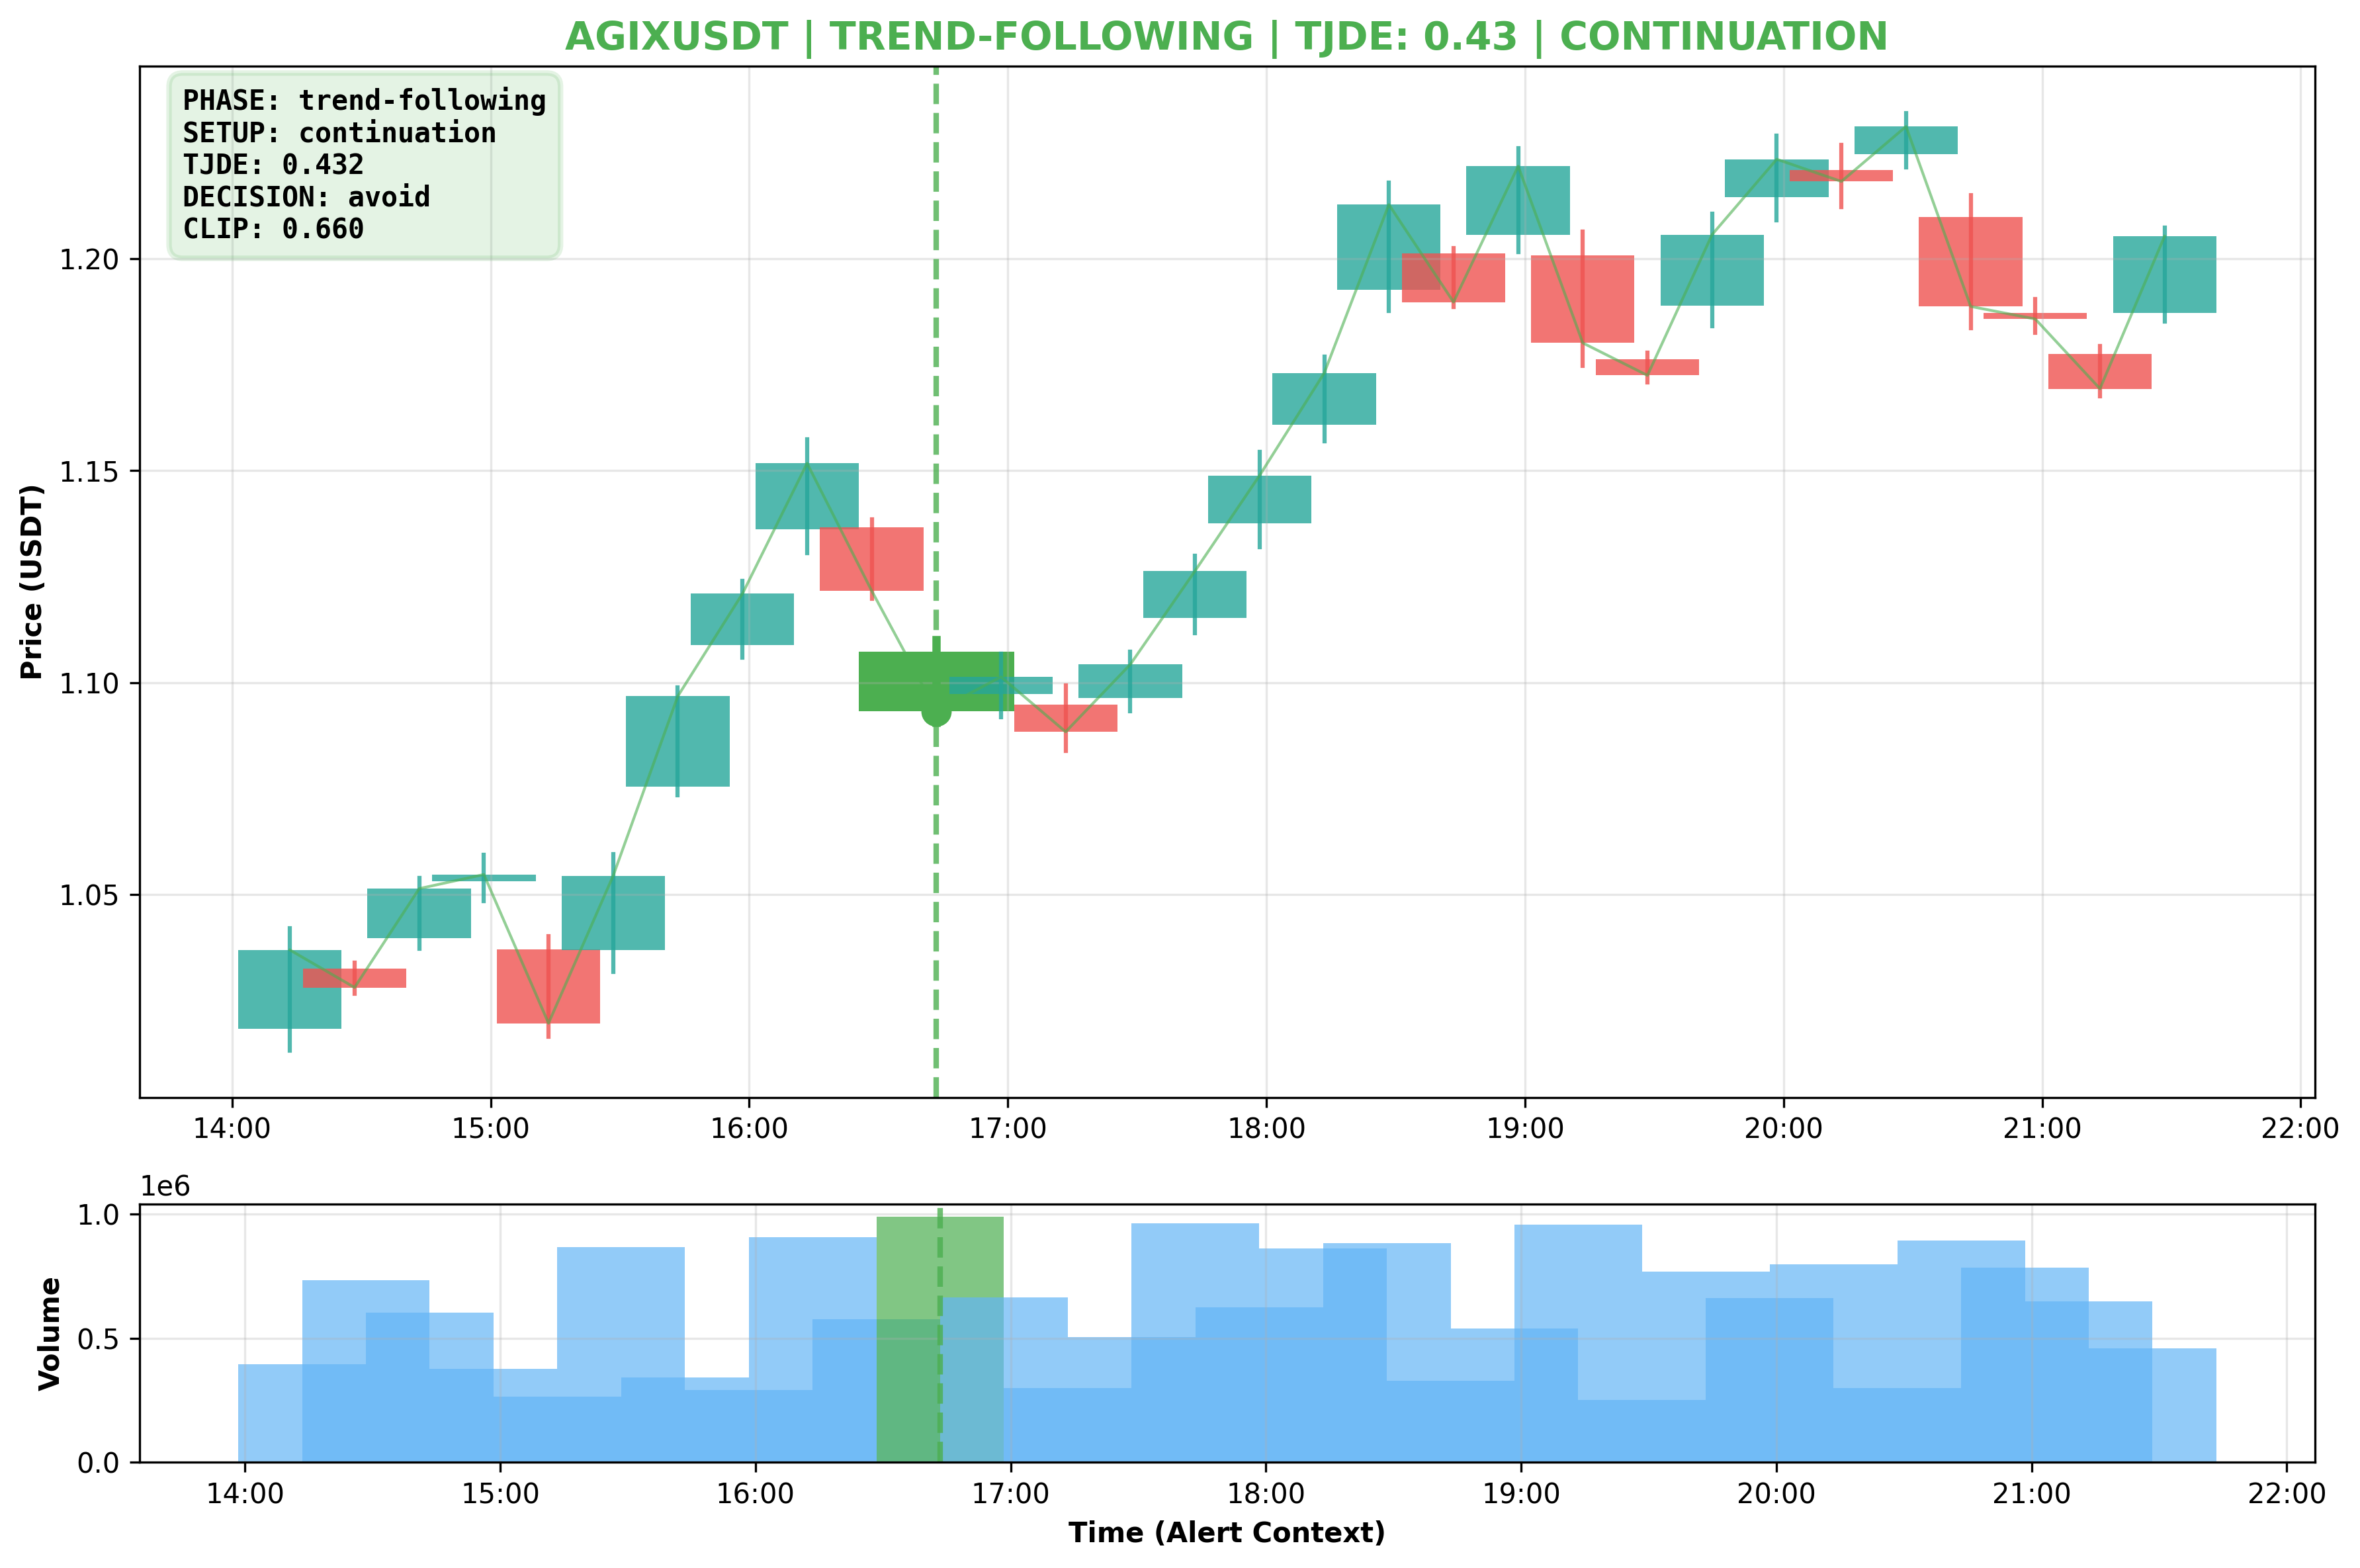 AGIXUSDT | TREND-FOLLOWING | TJDE: 0.43 | CONTINUATION
PHASE: trend-following
SETUP: continuation
TJDE: 0.432
DECISION: avoid
CLIP: 0.660
Price (USDT)
1.20
1.15
1.10
1.05
14:00 15:00 16:00 17:00 18:00 19:00 20:00 21:00 22:00
1e6
Volume
1.0
0.5
0.0
14:00 15:00 16:00 17:00 18:00 19:00 20:00 21:00 22:00
Time (Alert Context)